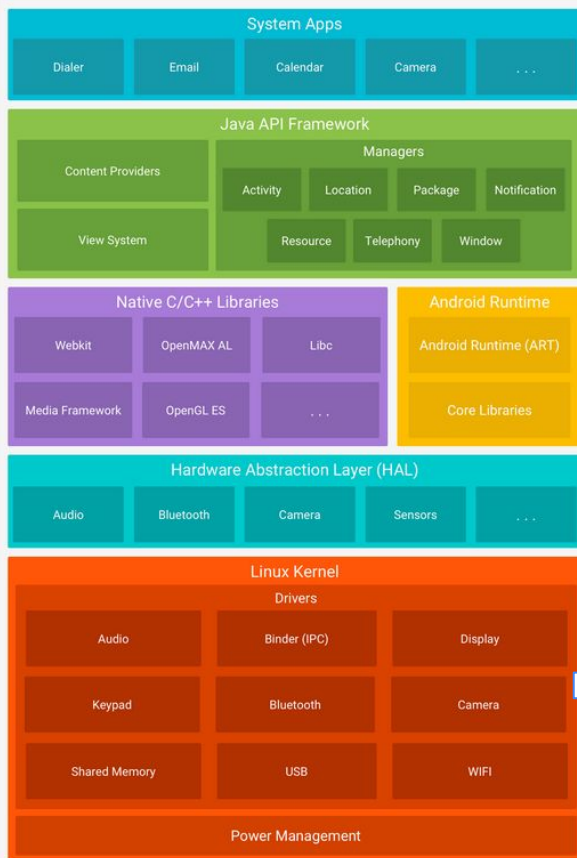 System Apps
Dialer Email Calendar Camera . . .
Java API Framework
Content Providers
View System
Managers
Activity Location Package Notification
Resource Telephony Window
Native C/C++ Libraries
Webkit OpenMAX AL Libc
Media Framework OpenGL ES . . .
Android Runtime
Android Runtime (ART)
Core Libraries
Hardware Abstraction Layer (HAL)
Audio Bluetooth Camera Sensors . . .
Linux Kernel
Drivers
Audio Binder (IPC) Display
Keypad Bluetooth Camera
Shared Memory USB WIFI
Power Management